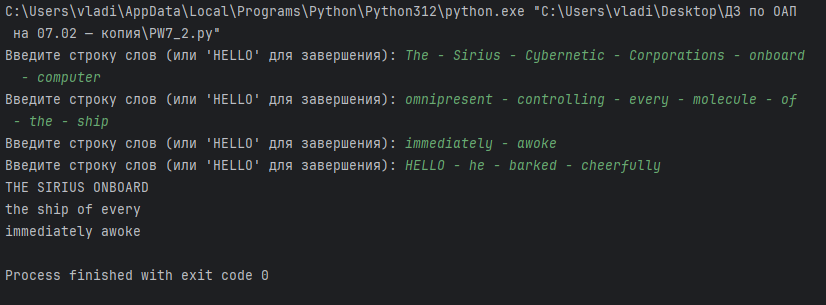 C:\Users\vladi\AppData\Local\Programs\Python\Python312\python.exe "C:\Users\vladi\Desktop\ДЗ по ОАП
на 07.02 — копия\PW7_2.py"
Введите строку слов (или 'HELLO' для завершения): The - Sirius - Cybernetic - Corporations - onboard
- computer
Введите строку слов (или 'HELLO' для завершения): omnipresent - controlling - every - molecule - of
- the - ship
Введите строку слов (или 'HELLO' для завершения): immediately - awoke
Введите строку слов (или 'HELLO' для завершения): HELLO - he - barked - cheerfully
THE SIRIUS ONBOARD
the ship of every
immediately awoke
Process finished with exit code 0